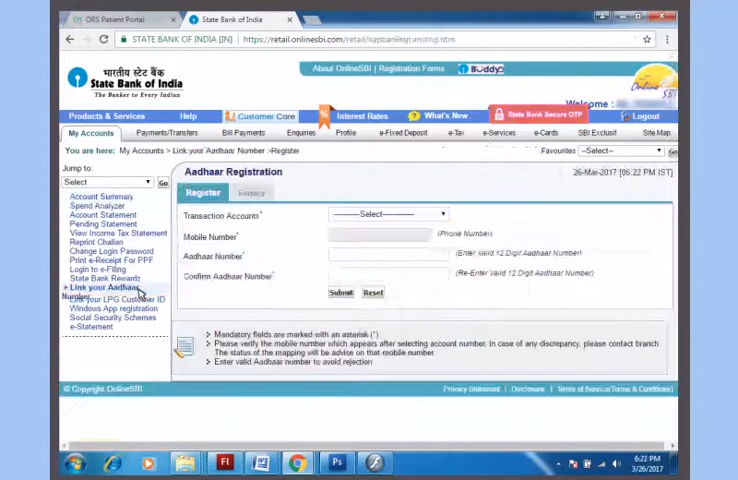 ORS Patient Portal
State Bank of India
STATE BANK OF INDIA [IN]
https://retail.onlinesbi.com/retail/
भारतीय स्टेट बैंक
State Bank of India
The Banker to Every Indian
About OnlineSBI | Registration Forms
Buddy
Online SBI
Welcome :
Products & Services Help Customer Care Interest Rates What's New State Bank Secure OTP Logout
My Accounts Payments/Transfers Bill Payments Enquiries Profile e-Fixed Deposit e-Tax e-Services e-Cards SBI Exclusif Site Map
You are here: My Accounts > Link your Aadhaar Number >Register
Favourites --Select-- Go
Jump to:
Select Go
Account Summary
Spend Analyzer
Account Statement
Pending Statement
View Income Tax Statement
Reprint Challan
Change Login Password
Print e-Receipt For PPF
Login to e-Filing
State Bank Rewardz
Link your Aadhaar
Number
Link your LPG Customer ID
Windows App registration
Social Security Schemes
e-Statement
Aadhaar Registration
26-Mar-2017 [06:22 PM IST]
Register Enquiry
Transaction Accounts*
----------Select-------------
Mobile Number*
(Phone Number)
Aadhaar Number*
(Enter Valid 12 Digit Aadhaar Number)
Confirm Aadhaar Number*
(Re-Enter Valid 12 Digit Aadhaar Number)
Submit Reset
Mandatory fields are marked with an asterisk (*)
Please verify the mobile number which appears after selecting account number. In case of any discrepancy, please contact branch
The status of the mapping will be advise on that mobile number.
Enter valid Aadhaar number to avoid rejection
© Copyright OnlineSBI
Privacy Statement | Disclosure | Terms of Service(Terms & Conditions)
Fl
Ps
6:22 PM
3/26/2017